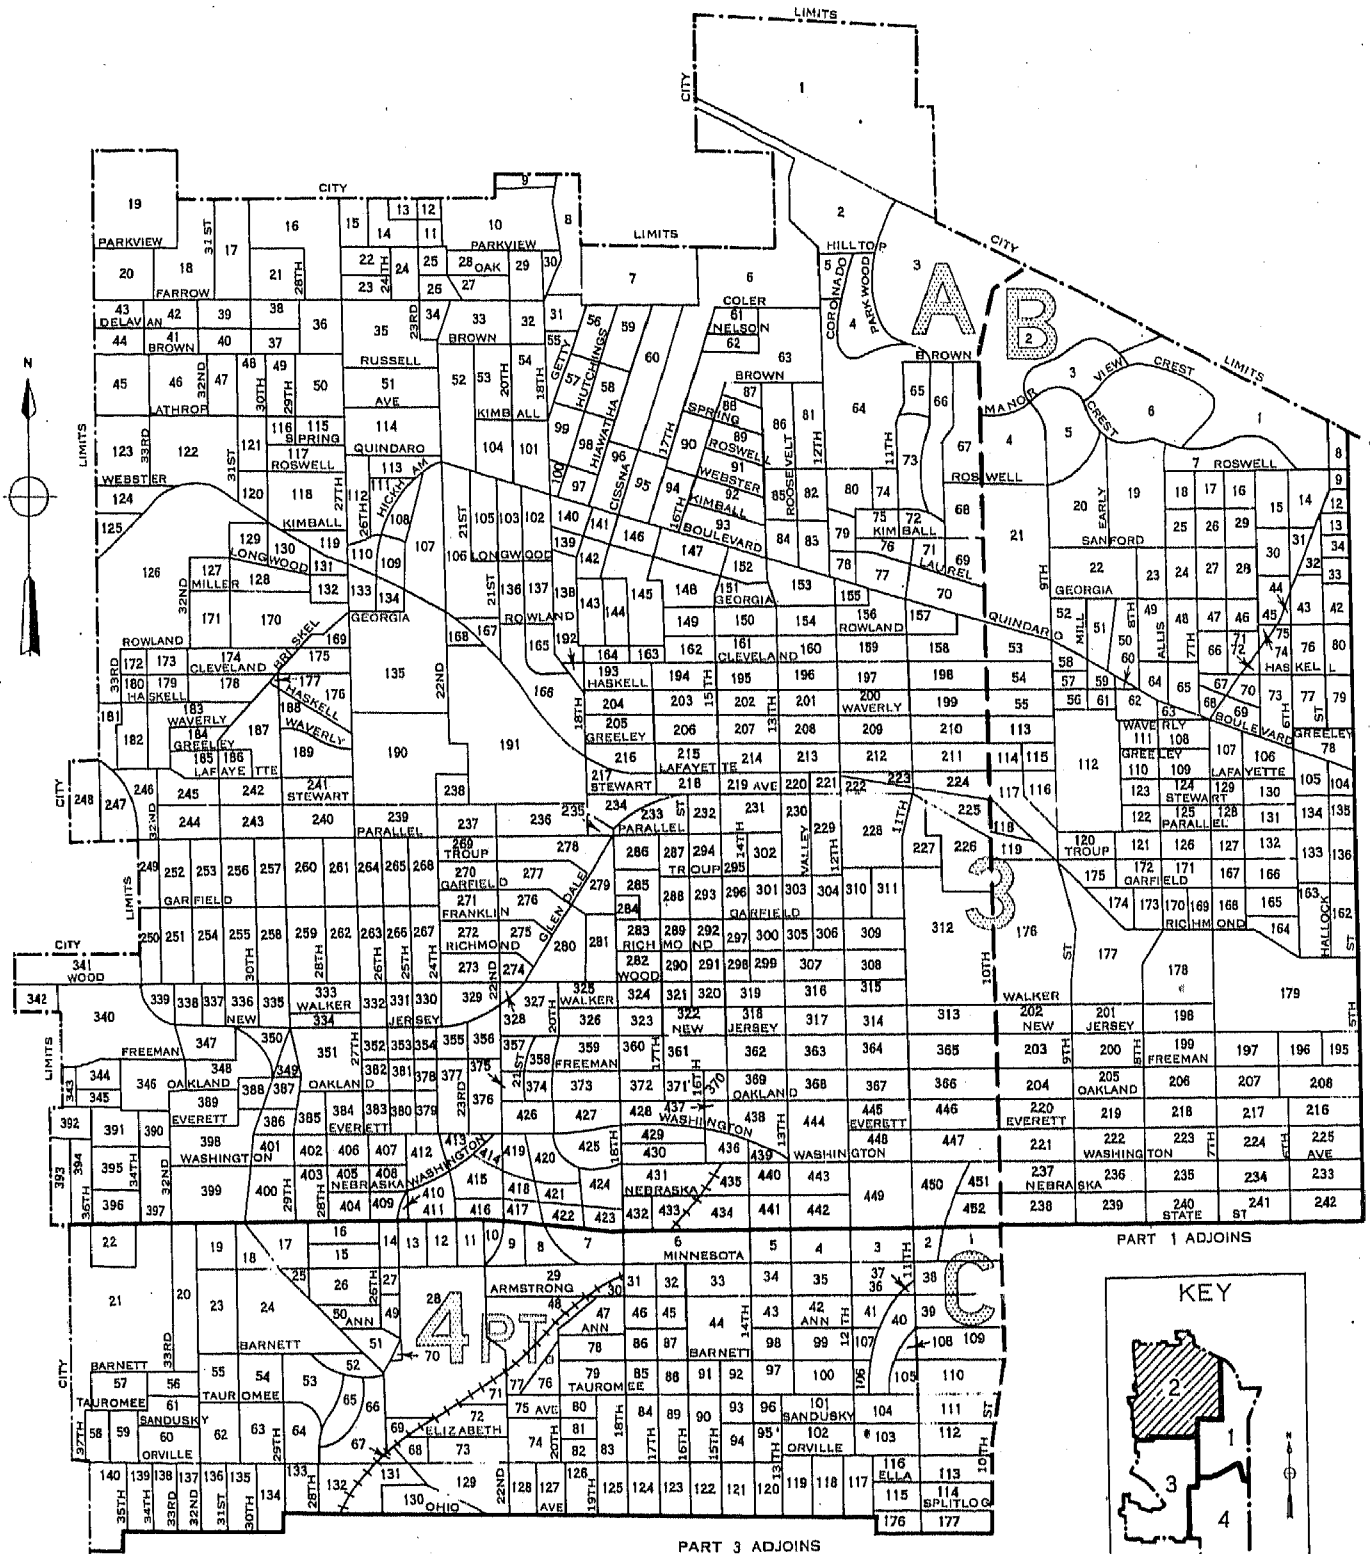 LIMITS
CITY
1
CITY
19
PARKVIEW
31ST
17
16
15
13 12
14 11
9
10
PARKVIEW
8
LIMITS
2
HILLTOP
3
CITY
20 18
FARROW
21
28TH
22
24TH
24 25
28 OAK
29 30
23
26 27
7
6
5
CORONADO
PARKWOOD
4
COLER
A
B
43
DELAVAN
42 39 38
36
35
23RD
34
33
BROWN
32 31
44
41
BROWN
40 37
RUSSELL
56
59
60
61
NELSON
62
63
BROWN
BROWN
2
3
VIEW
CREST
LIMITS
45 46
32ND
47
48
30TH
49
29TH
50
51
AVE
52 53
20TH
54
18TH
55
GETTY
57
HUTCHINGS
58
LATHROP
KIMBALL
HIAWATHA
CISSNA
17TH
SPRING
87
88
89
ROSWELL
86
ROOSEVELT
81
12TH
64
11TH
65 66
67
MANOR
4
5
CREST
6
1
LIMITS
123
33RD
122
31ST
121
116 115
SPRING
117
ROSWELL
114
QUINDARO
113
104 101
99
98
100
97
96
95
94
90
91
WEBSTER
92
KIMBALL
93
BOULEVARD
85 82
80 74
73
ROSWELL
7 ROSWELL
8
WEBSTER
124
125
120 118
27TH
112
26TH
111
HICKHAM
108
107
106
21ST
105 103 102
140
141
146
147
16TH
84 83
79
75
KIMBALL
72
68
21
9TH
20
EARLY
19
18 17 16
15 14
9
12
KIMBALL
129
LONGWOOD
130
119
110
109
LONGWOOD
139
142
152
153
78
76
77
71
LAUREL
69
70
SANFORD
25 26 29
30
31
13
34
32
33
126
127
MILLER
128
131
132
133 134
32ND
136 137 138
21ST
143
144
145
148
151
GEORGIA
155
22
GEORGIA
23 24 27 28
171 170
GEORGIA
168 167
ROWLAND
165
192
149 150 154
156
ROWLAND
157
QUINDARO
52
MILL
51
8TH
50
49
ALLIS
48
7TH
47 46
44
45
43 42
ROWLAND
169
BRISKEL
172 173 174
CLEVELAND
175
135
22ND
166
164 163 162
161
CLEVELAND
160 189 158
53
60
66
71
72
75
74
76 80
HASKELL
33RD
180 179
HASKELL
178
177
HASKELL
176
193
HASKELL
194
15TH
195 196 197 198
54
58
57 59
64 65
67
70
73
6TH
77
ST
79
181
182
183
WAVERLY
184
GREELEY
187
188
WAVERLY
189
190
191
18TH
204
205
GREELEY
203 202
13TH
201
200
WAVERLY
199
55
56 61
62
63
68
69
BOULEVARD
GREELEY
78
185 186
LAFAYETTE
206 207 208 209 210
113
WAVERLY
111 108
GREELEY
107 106
216
215
LAFAYETTE
214 213 212 211
114 115
112
110 109
LAFAYETTE
105 104
CITY
248 247
246 245 242
241
STEWART
238
217
STEWART
218 219 AVE 220 221 222
223
224
117 116
123
124
STEWART
129 130
32ND
244 243 240
239
PARALLEL
237 236 235
234
233
PARALLEL
ST
232 231 230
VALLEY
229
12TH
228
11TH
225
118
122
125
PARALLEL
128 131
134 135
249 252 253 256 257 260 261 264 265 268
269
TROUP
270
GARFIELD
278
277
GLENDALE
279
286 287 294
14TH
302
TROUP 295
227 226
119
120
TROUP
121 126 127 132
133 136
LIMITS
GARFIELD
271
FRANKLIN
276
285
284
288 293 296 301 303 304 310 311
GARFIELD
3
175
172 171
GARFIELD
167 166
174 173 170 169 168 165
163
162
HALLOCK
RICHMOND
164
CITY
250 251 254 255 258 259 262 263 266 267
272
RICHMOND
275
280 281
283 289 292
RICHMOND
297 300 305 306 309
312
176
ST
177
178
341
WOOD
30TH
28TH
26TH
25TH
24TH
273
22ND
274
282
WOOD
290 291 298 299 307 308
10TH
342
340
339 338 337 336 335
333
WALKER
332 331 330
329
327
20TH
325
WALKER
324 321 320 319 316 315
WALKER
179
5TH
NEW
334
JERSEY
328
326 323
322
NEW
318
JERSEY
317 314 313
202
NEW
201
JERSEY
198
LIMITS
FREEMAN
347
350
351
27TH
352 353 354 355 356
357
21ST
358
359
FREEMAN
360
17TH
361 362 363 364 365
203
9TH
200
8TH
199
FREEMAN
197 196 195
343
344
345
346
348
OAKLAND
349
388 387
OAKLAND
382 381 378 377
23RD
375
376
374 373 372 371
16TH
370
369
OAKLAND
368 367 366
204
205
OAKLAND
206 207 208
392
391 390
389
EVERETT
386 385
384
EVERETT
383 380 379
426 427 428
437
WASHINGTON
438
13TH
444
445
EVERETT
446
220
EVERETT
219 218 217 216
393
394
395
34TH
32ND
398
WASHINGTON
401
402 406 407 412
413
WASHINGTON
414
419 420
425
18TH
429
430
436
439
WASHINGTON
448
447
221
222
WASHINGTON
223
7TH
224
6TH
225
AVE
36TH
396 397
399 400
29TH
403
28TH
405 408
NEBRASKA
404 409
410
411
415
416
418
417
421
422
424
423
431
NEBRASKA
432 433
435
434
440 443
441 442
449
450
451
452
237
NEBRASKA
236 235 234 233
238 239
240
STATE
ST
241 242
PART 1 ADJOINS
22
21
19
18 17
16
15
14 13 12 11 10 9 8
7
6
MINNESOTA
5 4 3
11TH
2
1
20
33RD
23 24
25
26
26TH
27
28
29
ARMSTRONG
30
31 32 33 34 35
37
36
38
C
CITY
50
ANN
49
48
47
ANN
46 45
44
14TH
43
42
ANN
12TH
41
40
39
BARNETT
51
70
4 PT.
78
86 87
BARNETT
98 99
107
108 109
BARNETT
57 56 55 54 53
52
65 66
71
77 76
79
TAUROMEE
85 88 91 92 97 100
106
105
110
TAUROMEE
61
SANDUSKY
TAUROMEE
37TH
58 59 60
ORVILLE
62 63
29TH
64
67
69
68
72
ELIZABETH
73
75 AVE
74
20TH
80
81
82 83
18TH
84
17TH
89
16TH
90
15TH
93 96
94 95
13TH
101
SANDUSKY
102
ORVILLE
104
103
111
112
ST
10TH
140 139 138 137 136 135 134
133
28TH
132
131
130
OHIO
129
22ND
128 127
AVE
126
19TH
125 124 123 122 121 120 119 118 117
116
ELLA
115
113
114
SPLITLOG
35TH
34TH
33RD
32ND
31ST
30TH
176 177
PART 3 ADJOINS
KEY
2
1
3
4
N
N